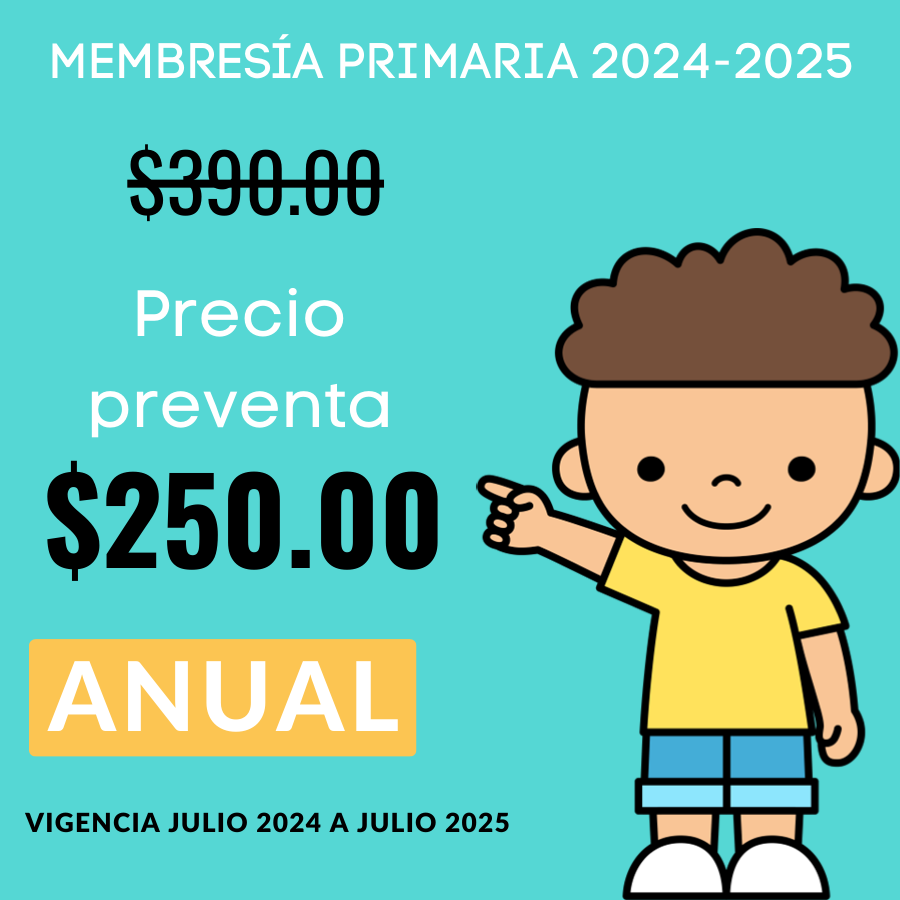 MEMBRESÍA PRIMARIA 2024-2025
$390.00
Precio
preventa
$250.00
ANUAL
VIGENCIA JULIO 2024 A JULIO 2025